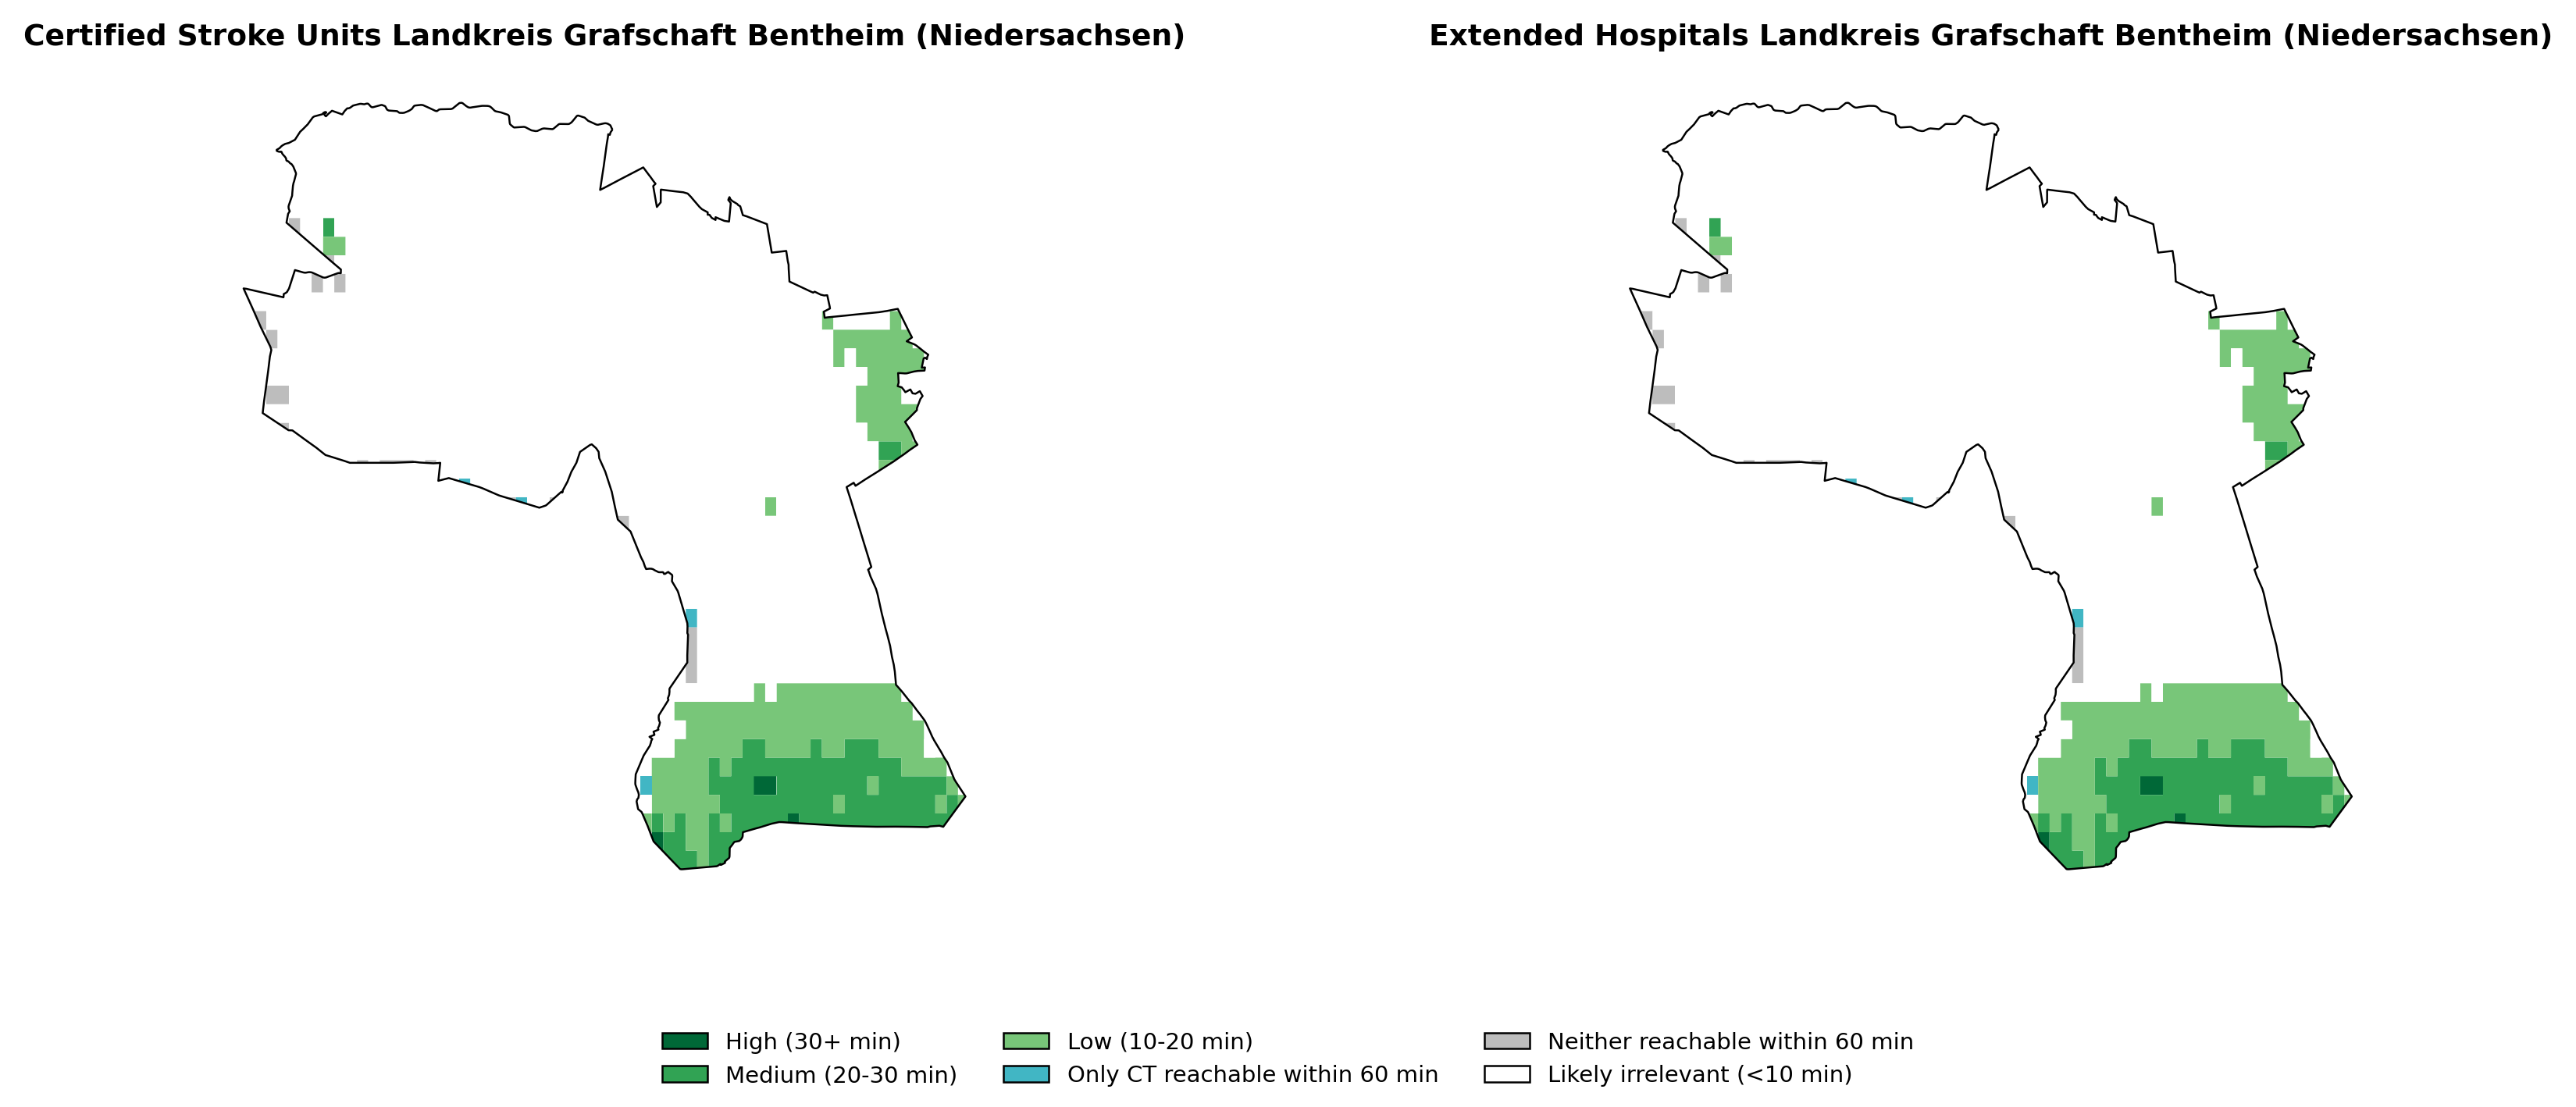 Certified Stroke Units Landkreis Grafschaft Bentheim (Niedersachsen)
Extended Hospitals Landkreis Grafschaft Bentheim (Niedersachsen)
High (30+ min)
Medium (20-30 min)
Low (10-20 min)
Only CT reachable within 60 min
Neither reachable within 60 min
Likely irrelevant (<10 min)